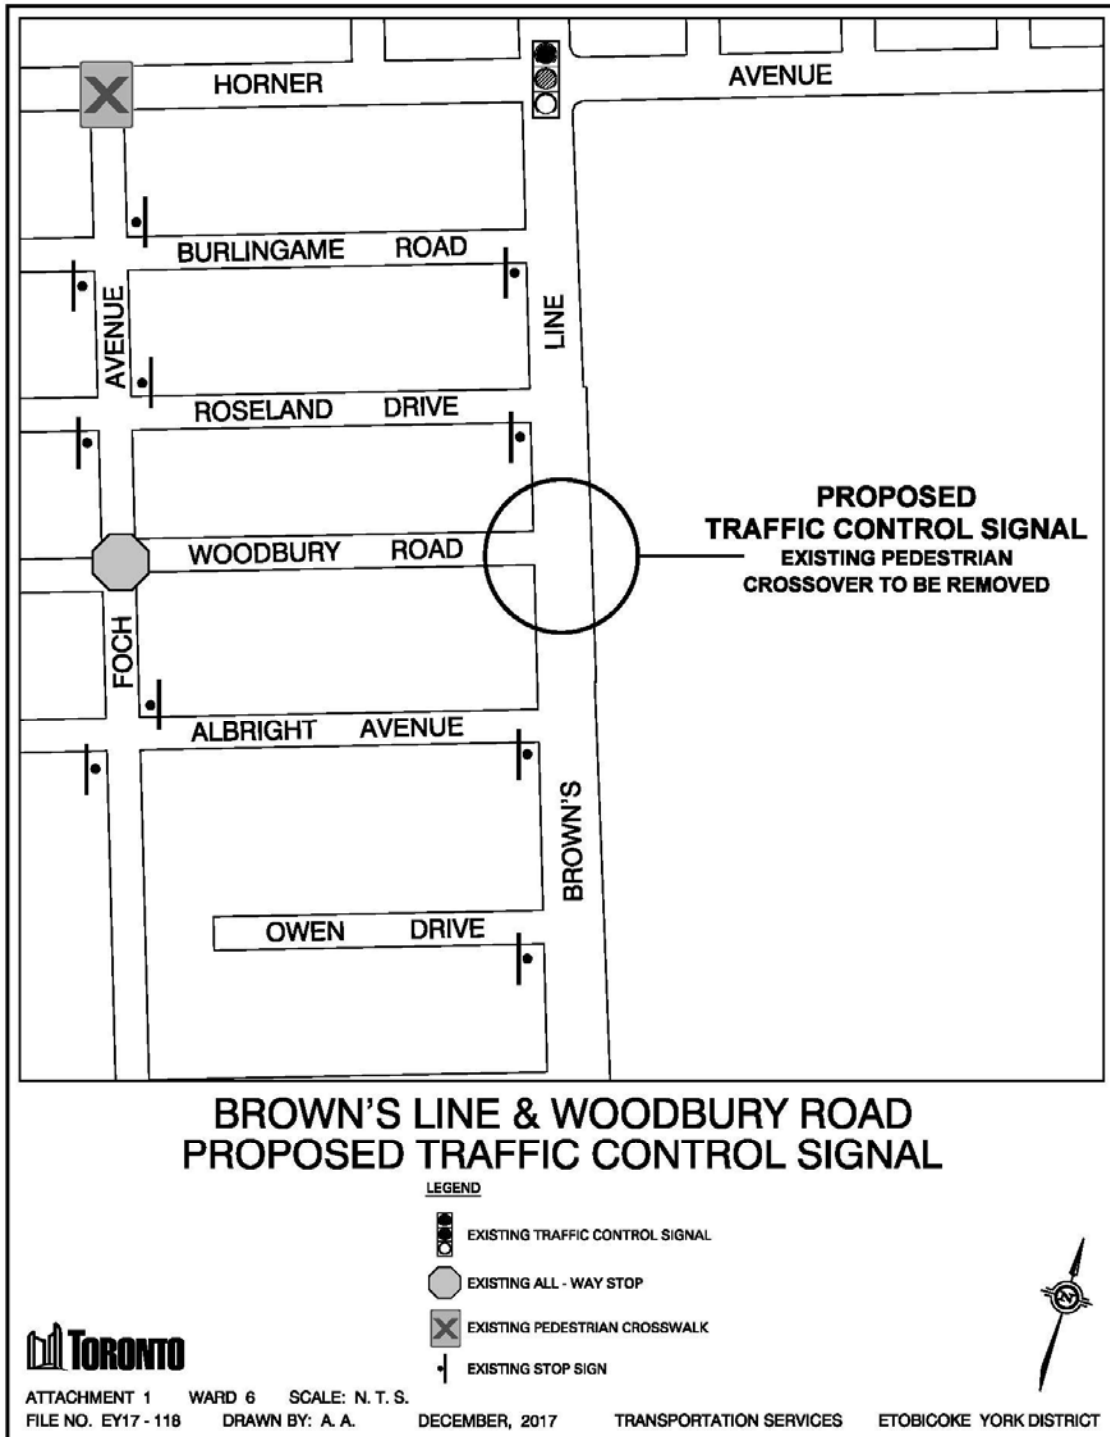 HORNER AVENUE
BURLINGAME ROAD
LINE
AVENUE
ROSELAND DRIVE
PROPOSED
TRAFFIC CONTROL SIGNAL
EXISTING PEDESTRIAN
CROSSOVER TO BE REMOVED
WOODBURY ROAD
FOCH
ALBRIGHT AVENUE
BROWN'S
OWEN DRIVE
BROWN'S LINE & WOODBURY ROAD
PROPOSED TRAFFIC CONTROL SIGNAL
LEGEND
EXISTING TRAFFIC CONTROL SIGNAL
EXISTING ALL - WAY STOP
EXISTING PEDESTRIAN CROSSWALK
EXISTING STOP SIGN
N
TORONTO
ATTACHMENT 1 WARD 6 SCALE: N. T. S.
FILE NO. EY17 - 118 DRAWN BY: A. A. DECEMBER, 2017 TRANSPORTATION SERVICES ETOBICOKE YORK DISTRICT